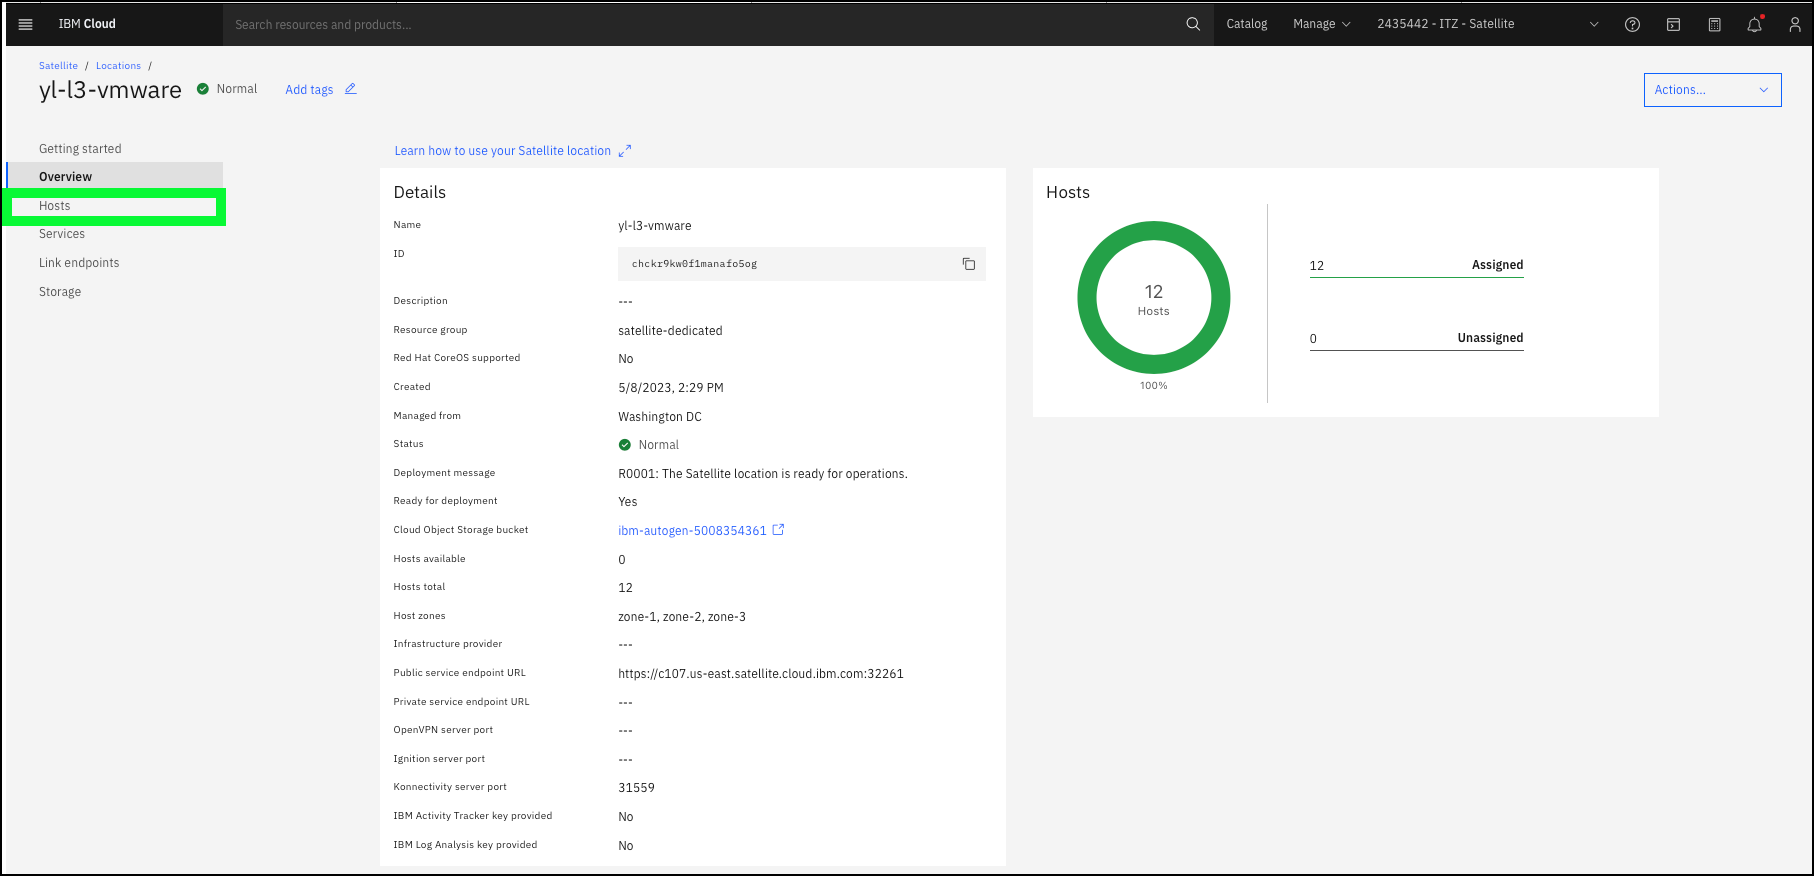 IBM Cloud
Search resources and products...
Catalog
Manage
2435442 - ITZ - Satellite
Satellite / Locations /
yl-l3-vmware
Normal
Add tags
Actions...
Getting started
Overview
Hosts
Services
Link endpoints
Storage
Learn how to use your Satellite location
Details
Name yl-l3-vmware
ID chckr9kw0f1manafo5og
Description ---
Resource group satellite-dedicated
Red Hat CoreOS supported No
Created 5/8/2023, 2:29 PM
Managed from Washington DC
Status Normal
Deployment message R0001: The Satellite location is ready for operations.
Ready for deployment Yes
Cloud Object Storage bucket ibm-autogen-5008354361
Hosts available 0
Hosts total 12
Host zones zone-1, zone-2, zone-3
Infrastructure provider ---
Public service endpoint URL https://c107.us-east.satellite.cloud.ibm.com:32261
Private service endpoint URL ---
OpenVPN server port ---
Ignition server port ---
Konnectivity server port 31559
IBM Activity Tracker key provided No
IBM Log Analysis key provided No
Hosts
12
Hosts
100%
12 Assigned
0 Unassigned